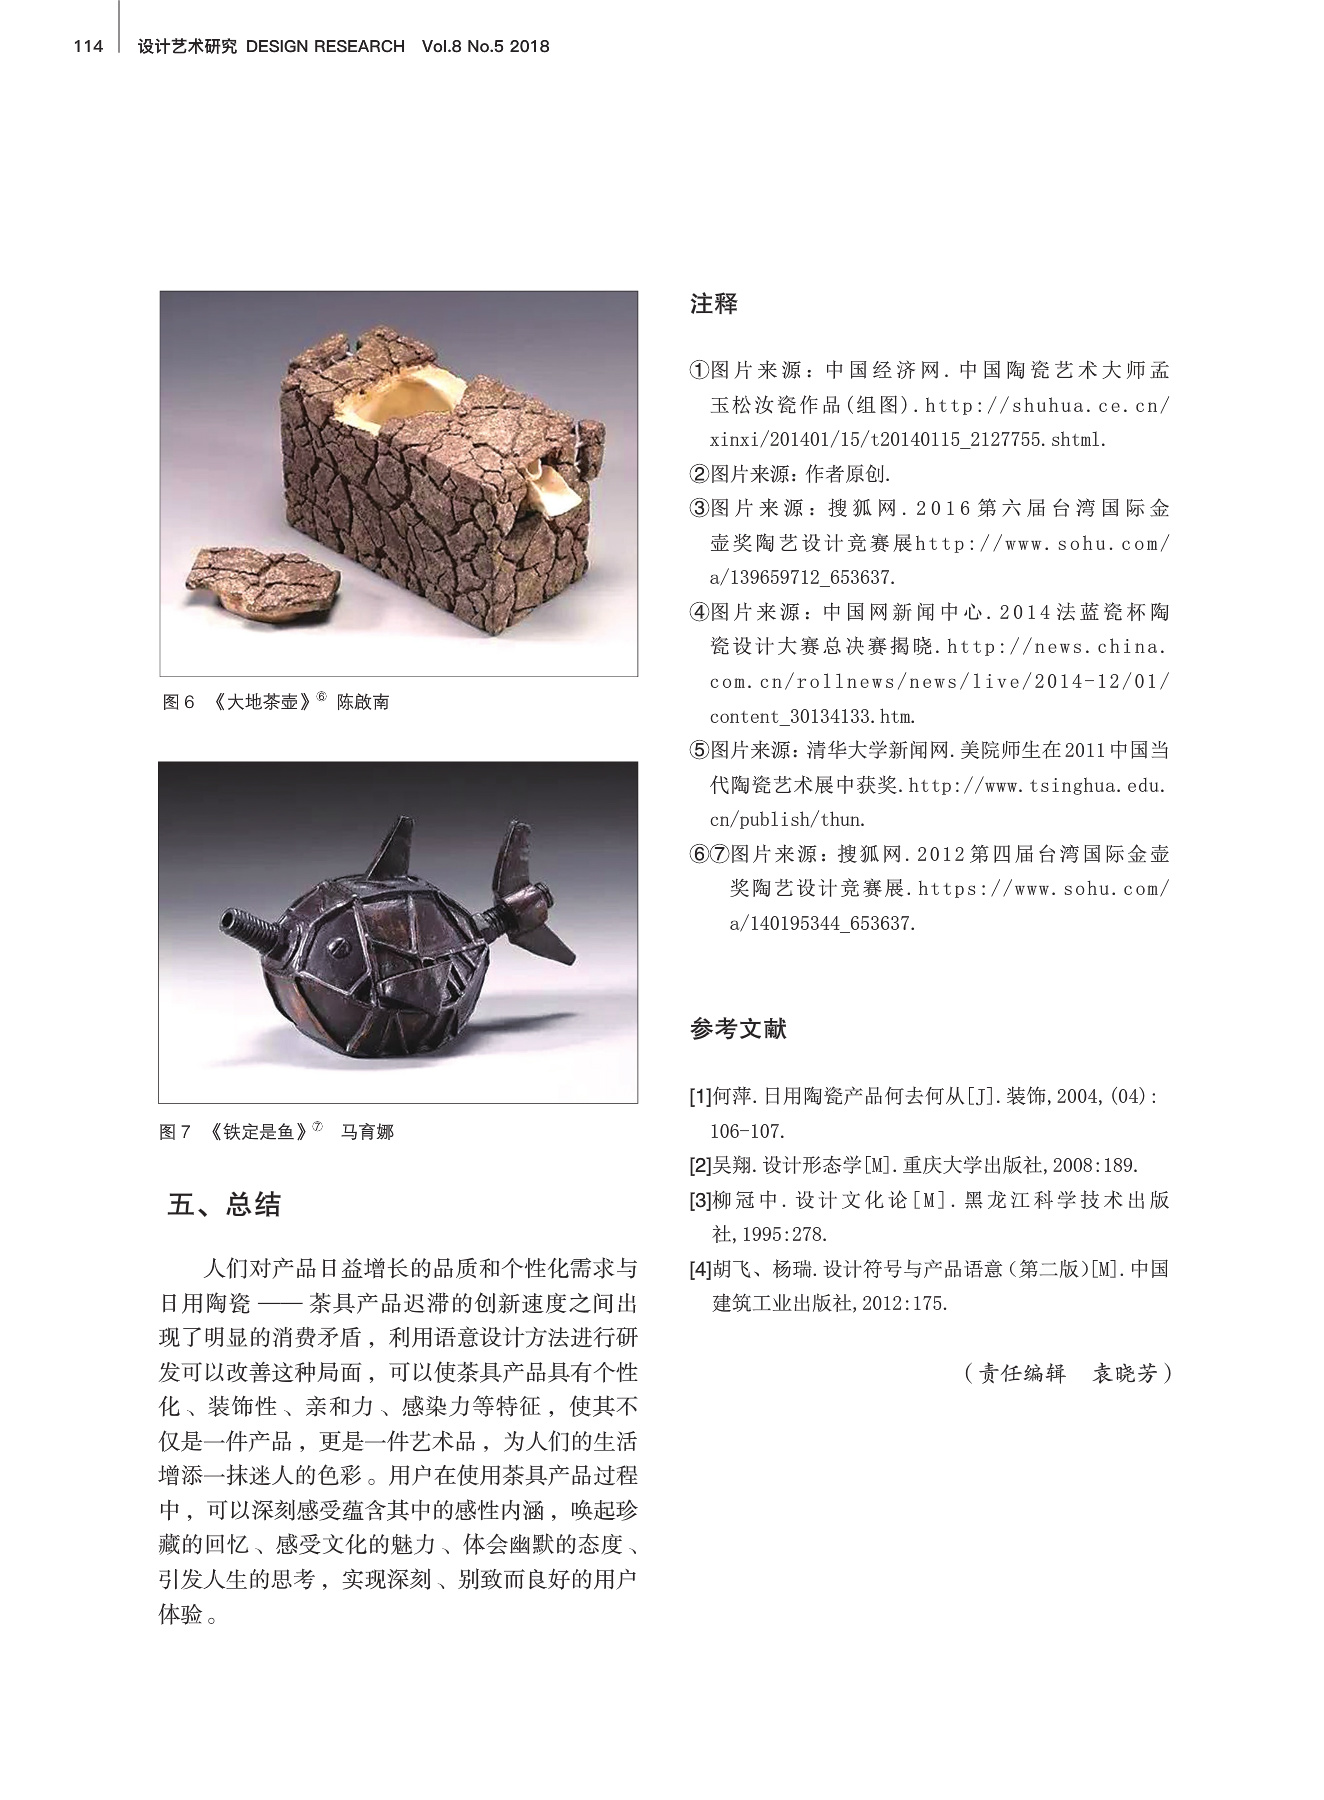 114 设计艺术研究 DESIGN RESEARCH Vol.8 No.5 2018
图 6 《大地茶壶》⑥ 陈啟南
图 7 《铁定是鱼》⑦ 马育娜
五、总结
人们对产品日益增长的品质和个性化需求与
日用陶瓷 —— 茶具产品迟滞的创新速度之间出
现了明显的消费矛盾，利用语意设计方法进行研
发可以改善这种局面，可以使茶具产品具有个性
化、装饰性、亲和力、感染力等特征，使其不
仅是一件产品，更是一件艺术品，为人们的生活
增添一抹迷人的色彩。用户在使用茶具产品过程
中，可以深刻感受蕴含其中的感性内涵，唤起珍
藏的回忆、感受文化的魅力、体会幽默的态度、
引发人生的思考，实现深刻、别致而良好的用户
体验。
注释
①图片来源：中国经济网.中国陶瓷艺术大师孟
玉松汝瓷作品(组图).http://shuhua.ce.cn/
xinxi/201401/15/t20140115_2127755.shtml.
②图片来源：作者原创.
③图片来源：搜狐网.2016第六届台湾国际金
壶奖陶艺设计竞赛展http://www.sohu.com/
a/139659712_653637.
④图片来源：中国网新闻中心.2014法蓝瓷杯陶
瓷设计大赛总决赛揭晓.http://news.china.
com.cn/rollnews/news/live/2014-12/01/
content_30134133.htm.
⑤图片来源：清华大学新闻网.美院师生在2011中国当
代陶瓷艺术展中获奖.http://www.tsinghua.edu.
cn/publish/thun.
⑥⑦图片来源：搜狐网.2012第四届台湾国际金壶
奖陶艺设计竞赛展.https://www.sohu.com/
a/140195344_653637.
参考文献
[1]何萍.日用陶瓷产品何去何从[J].装饰,2004,(04):
106-107.
[2]吴翔.设计形态学[M].重庆大学出版社,2008:189.
[3]柳冠中.设计文化论[M].黑龙江科学技术出版
社,1995:278.
[4]胡飞、杨瑞.设计符号与产品语意（第二版）[M].中国
建筑工业出版社,2012:175.
（责任编辑 袁晓芳）